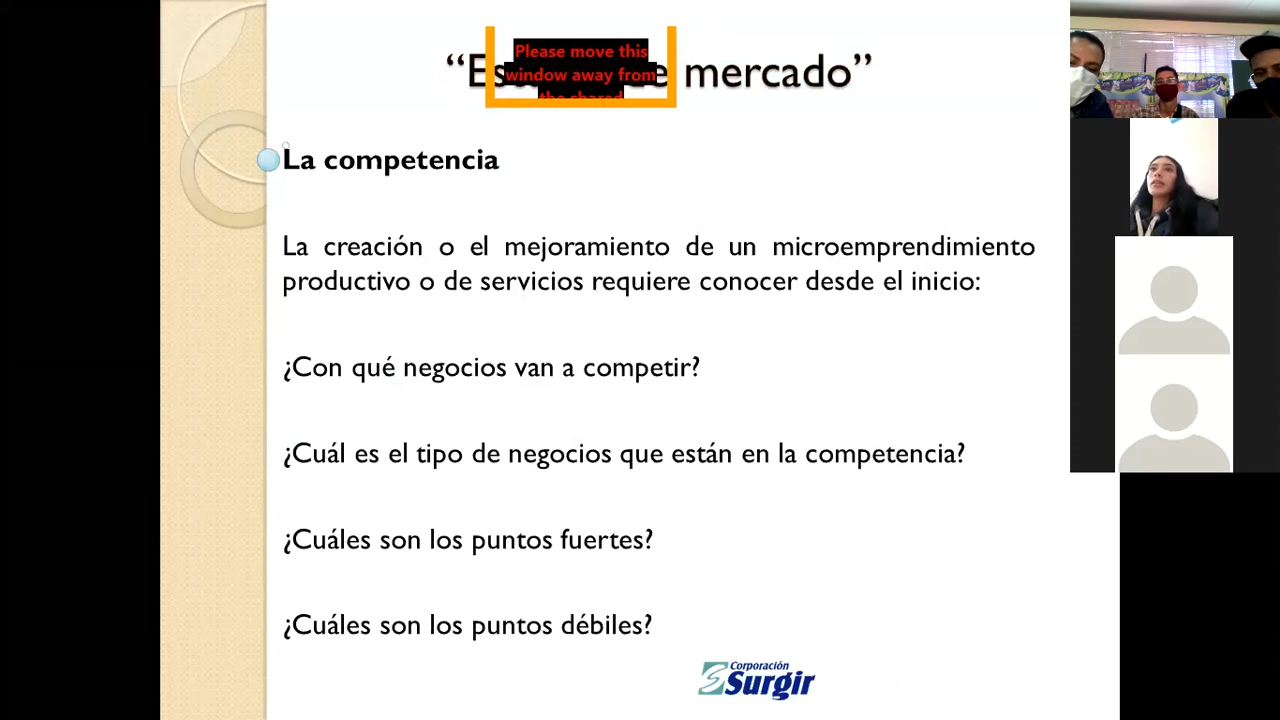 “Es e mercado”
Please move this
window away from
the shared
La competencia
La creación o el mejoramiento de un microemprendimiento
productivo o de servicios requiere conocer desde el inicio:
¿Con qué negocios van a competir?
¿Cuál es el tipo de negocios que están en la competencia?
¿Cuáles son los puntos fuertes?
¿Cuáles son los puntos débiles?
Corporación
Surgir